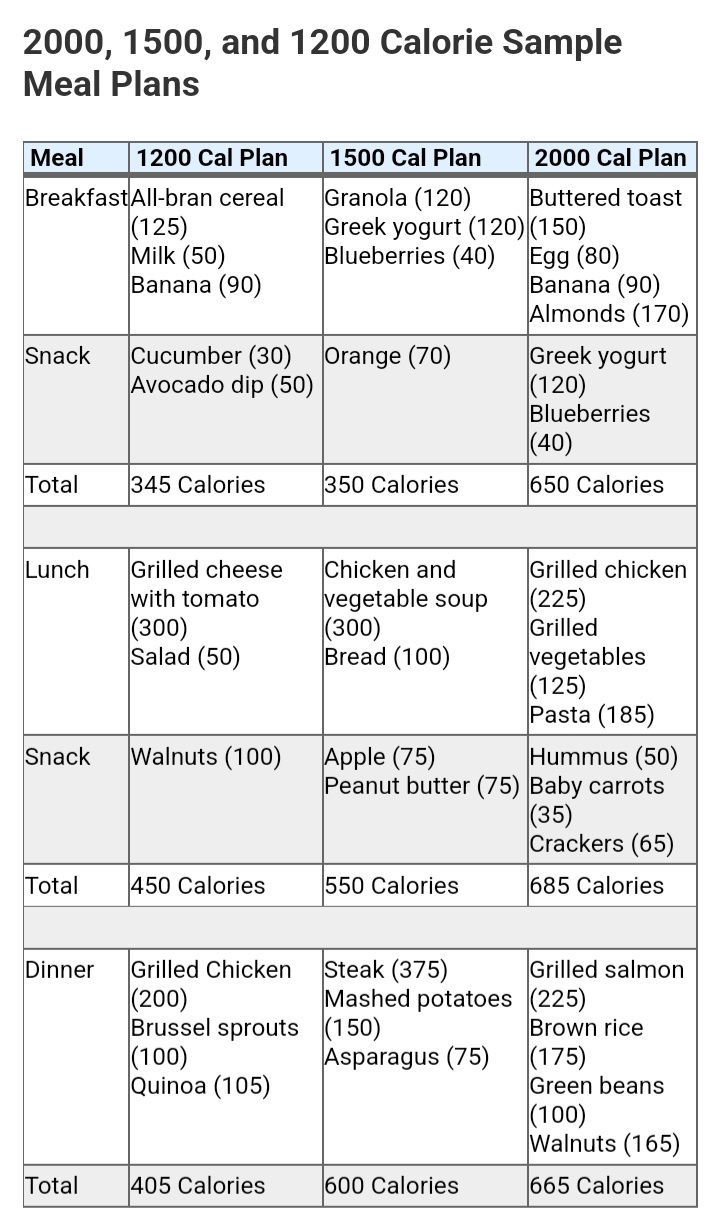 2000, 1500, and 1200 Calorie Sample
Meal Plans
Meal 1200 Cal Plan 1500 Cal Plan 2000 Cal Plan
Breakfast
All-bran cereal
(125)
Milk (50)
Banana (90)
Granola (120)
Greek yogurt (120)
Blueberries (40)
Buttered toast
(150)
Egg (80)
Banana (90)
Almonds (170)
Snack
Cucumber (30)
Avocado dip (50)
Orange (70)
Greek yogurt
(120)
Blueberries
(40)
Total 345 Calories 350 Calories 650 Calories
Lunch
Grilled cheese
with tomato
(300)
Salad (50)
Chicken and
vegetable soup
(300)
Bread (100)
Grilled chicken
(225)
Grilled
vegetables
(125)
Pasta (185)
Snack
Walnuts (100)
Apple (75)
Peanut butter (75)
Hummus (50)
Baby carrots
(35)
Crackers (65)
Total 450 Calories 550 Calories 685 Calories
Dinner
Grilled Chicken
(200)
Brussel sprouts
(100)
Quinoa (105)
Steak (375)
Mashed potatoes
(150)
Asparagus (75)
Grilled salmon
(225)
Brown rice
(175)
Green beans
(100)
Walnuts (165)
Total 405 Calories 600 Calories 665 Calories